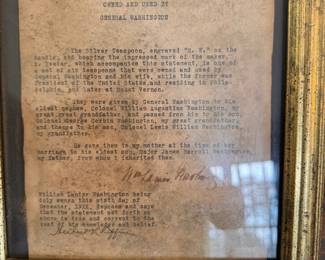 OWNED AND USED BY
GENERAL WASHINGTON
"The Silver Teaspoon, engraved on the
handle, and bearing the impressed mark of the maker,
which accompanies this statement, is one of
a set of six teaspoons that were owned and used by
General Washington and his wife, while the former was
President of the United States and residing in Philadelphia,
and later at Mount Vernon.
They were given by General Washington to his
eldest nephew, Colonel William Augustine Washington, my
great great grandfather, and passed from him to his son
Colonel George Corbin Washington, my great grandfather,
and thence to his son, Colonel Lewis William Washington,
my grandfather.
He gave them to my mother at the time of her
marriage to his eldest son, Major James Barroll Washington,
my father, from whom I inherited them.
Wm Lanier Washington
William Lanier Washington being
duly sworn this sixth day of
December, deposes and says
that the statement set forth on
above is true and correct to the
best of his knowledge and belief.